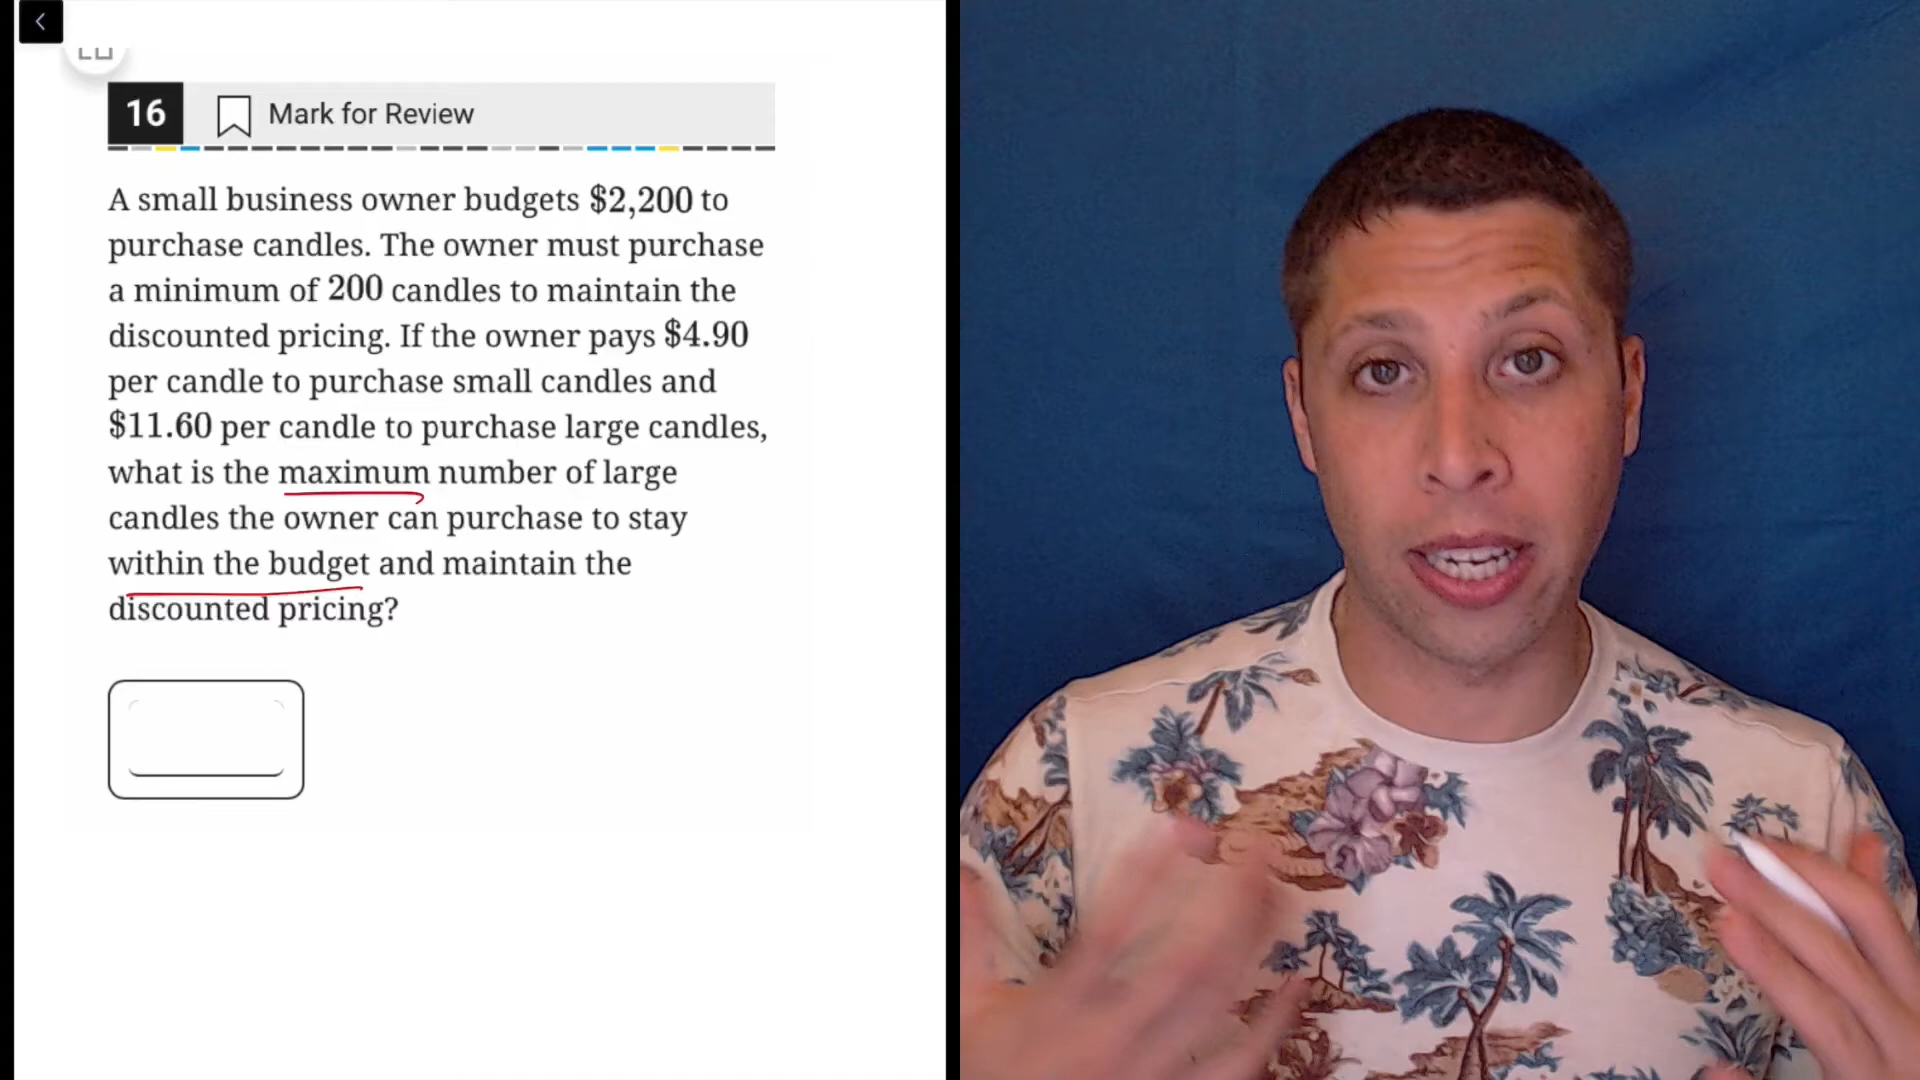 16 Mark for Review
A small business owner budgets $2,200 to
purchase candles. The owner must purchase
a minimum of 200 candles to maintain the
discounted pricing. If the owner pays $4.90
per candle to purchase small candles and
$11.60 per candle to purchase large candles,
what is the maximum number of large
candles the owner can purchase to stay
within the budget and maintain the
discounted pricing?